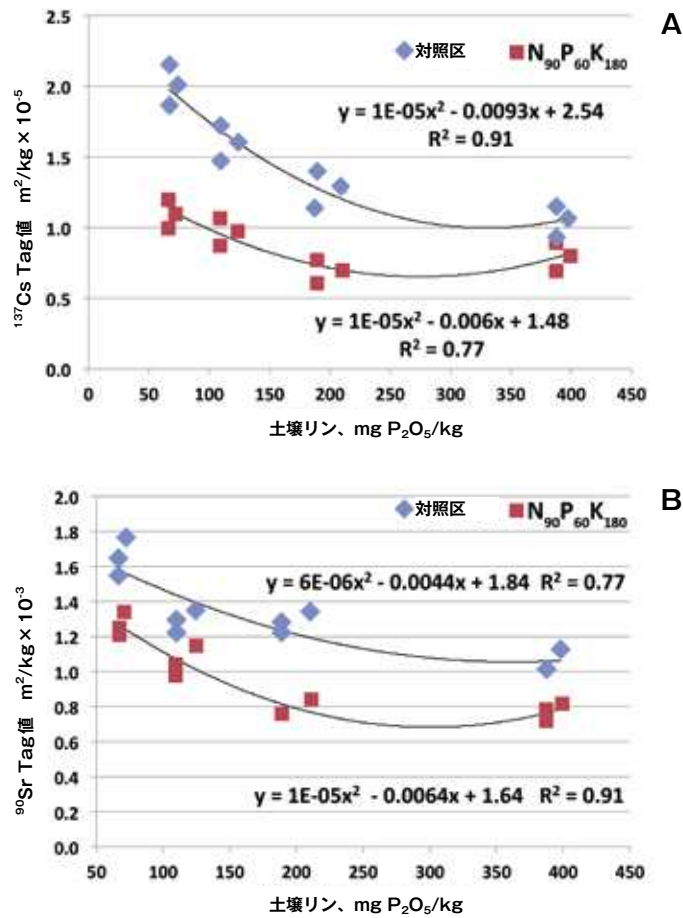 A
2.5
2.0
1.5
1.0
0.5
0.0
対照区 N₉₀P₆₀K₁₈₀
y = 1E-05x² - 0.0093x + 2.54
R² = 0.91
y = 1E-05x² - 0.006x + 1.48
R² = 0.77
¹³⁷Cs Tag値 m²/kg × 10⁻⁵
0 50 100 150 200 250 300 350 400 450
土壌リン、mg P₂O₅/kg
B
2.0
1.8
1.6
1.4
1.2
1.0
0.8
0.6
0.4
0.2
0.0
対照区 N₉₀P₆₀K₁₈₀
y = 6E-06x² - 0.0044x + 1.84 R² = 0.77
y = 1E-05x² - 0.0064x + 1.64 R² = 0.91
⁹⁰Sr Tag値 m²/kg × 10⁻³
50 100 150 200 250 300 350 400 450
土壌リン、mg P₂O₅/kg